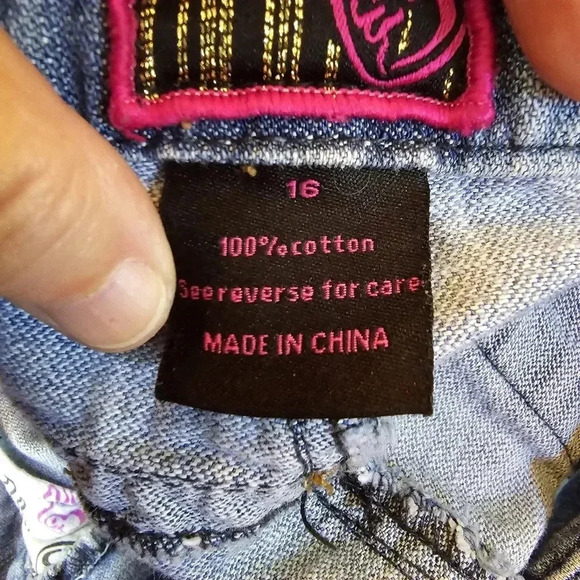 16
100% cotton
See reverse for care
MADE IN CHINA